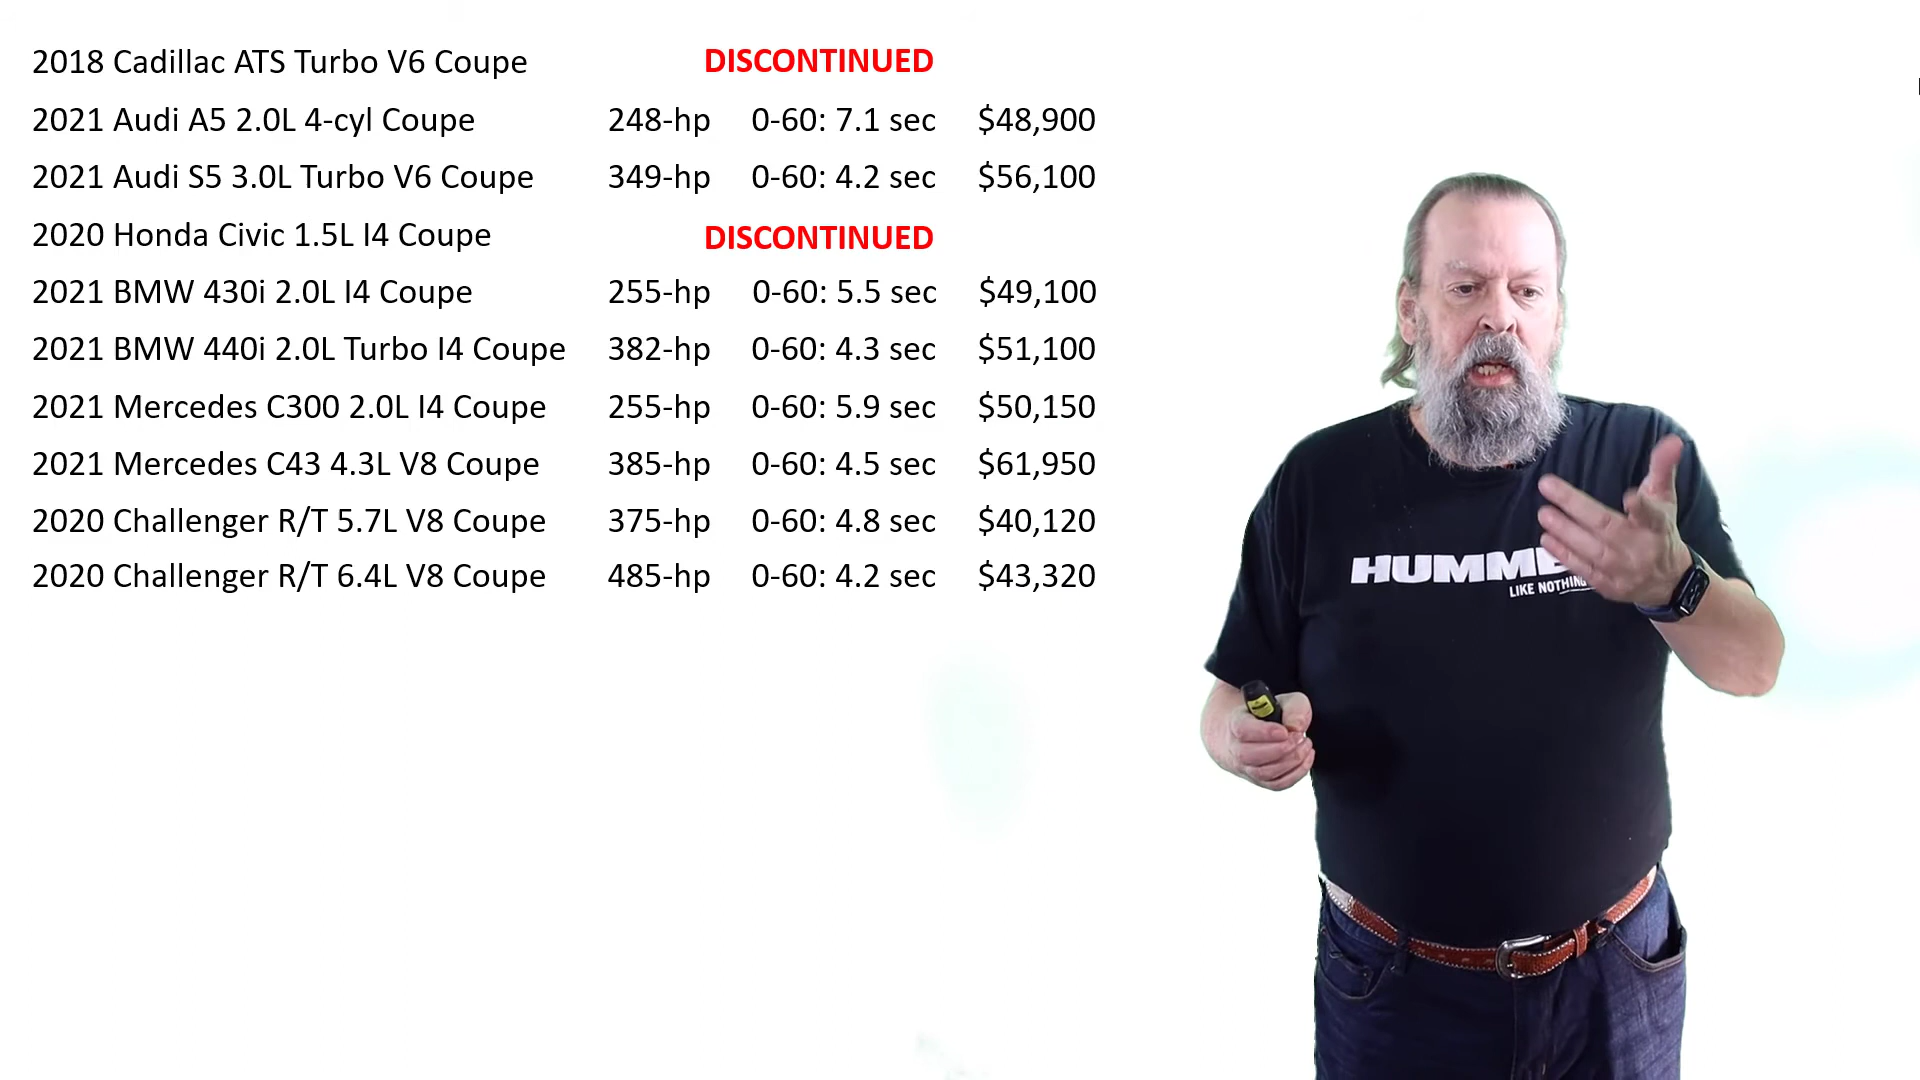 2018 Cadillac ATS Turbo V6 Coupe DISCONTINUED
2021 Audi A5 2.0L 4-cyl Coupe 248-hp 0-60: 7.1 sec $48,900
2021 Audi S5 3.0L Turbo V6 Coupe 349-hp 0-60: 4.2 sec $56,100
2020 Honda Civic 1.5L I4 Coupe DISCONTINUED
2021 BMW 430i 2.0L I4 Coupe 255-hp 0-60: 5.5 sec $49,100
2021 BMW 440i 2.0L Turbo I4 Coupe 382-hp 0-60: 4.3 sec $51,100
2021 Mercedes C300 2.0L I4 Coupe 255-hp 0-60: 5.9 sec $50,150
2021 Mercedes C43 4.3L V8 Coupe 385-hp 0-60: 4.5 sec $61,950
2020 Challenger R/T 5.7L V8 Coupe 375-hp 0-60: 4.8 sec $40,120
2020 Challenger R/T 6.4L V8 Coupe 485-hp 0-60: 4.2 sec $43,320
HUMME
LIKE NOTHING